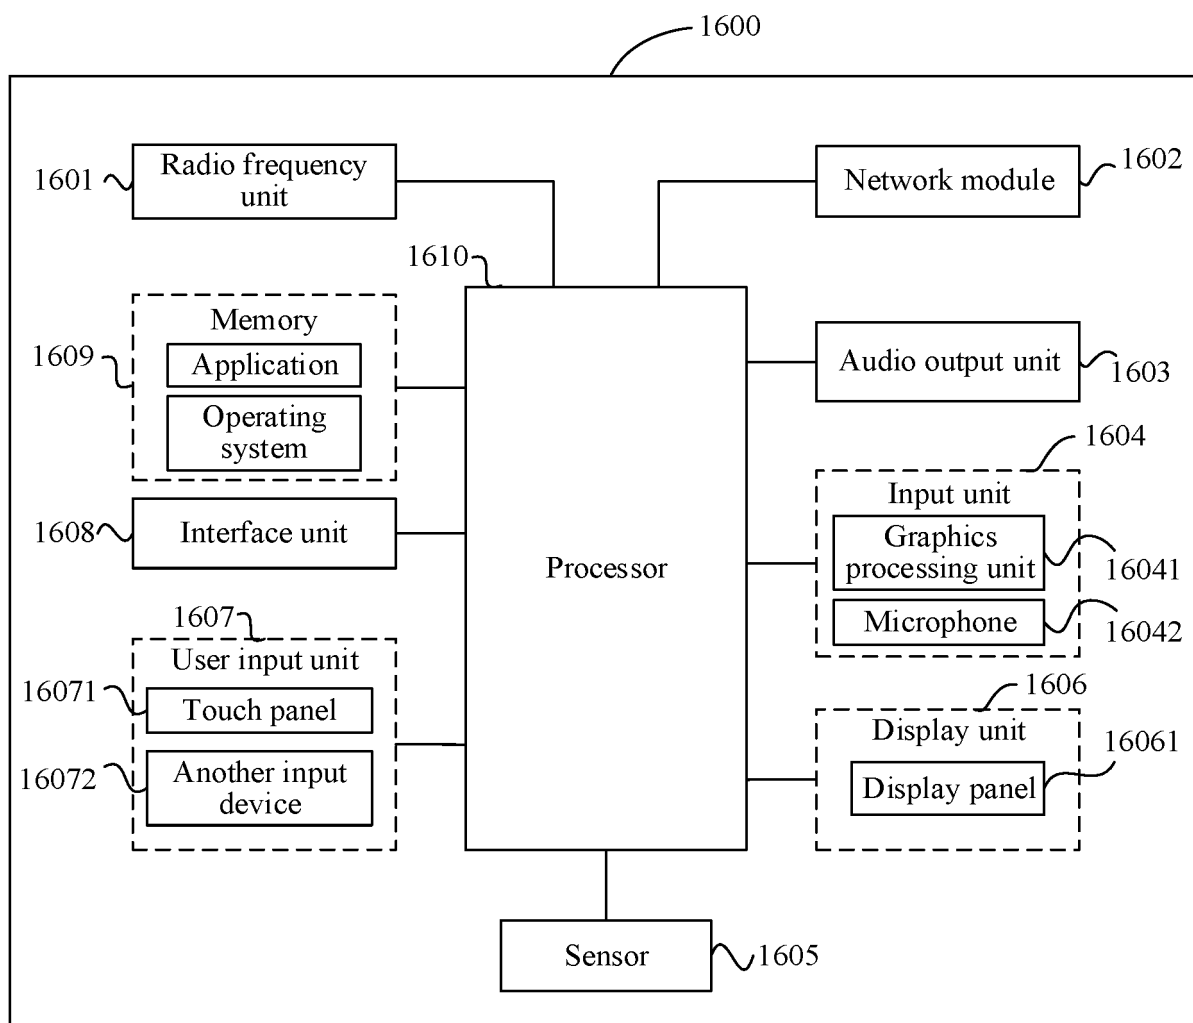 1600
1601
Radio frequency
unit
Network module
1602
1610
Memory
1609
Application
Operating
system
Audio output unit
1603
1604
Input unit
Graphics
processing unit
16041
Microphone
16042
1608
Interface unit
Processor
1607
User input unit
16071
Touch panel
16072
Another input
device
1606
Display unit
16061
Display panel
Sensor
1605